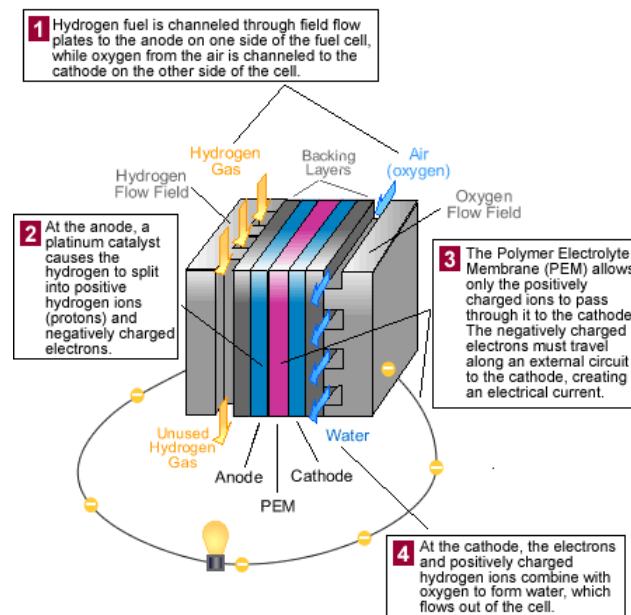 1 Hydrogen fuel is channeled through field flow
plates to the anode on one side of the fuel cell,
while oxygen from the air is channeled to the
cathode on the other side of the cell.
Hydrogen
Gas
Backing
Layers
Air
(oxygen)
Hydrogen
Flow Field
Oxygen
Flow Field
2 At the anode, a
platinum catalyst
causes the
hydrogen to split
into positive
hydrogen ions
(protons) and
negatively charged
electrons.
3 The Polymer Electrolyte
Membrane (PEM) allows
only the positively
charged ions to pass
through it to the cathode.
The negatively charged
electrons must travel
along an external circuit
to the cathode, creating
an electrical current.
Unused
Hydrogen
Gas
Water
Anode
Cathode
PEM
4 At the cathode, the electrons
and positively charged
hydrogen ions combine with
oxygen to form water, which
flows out of the cell.